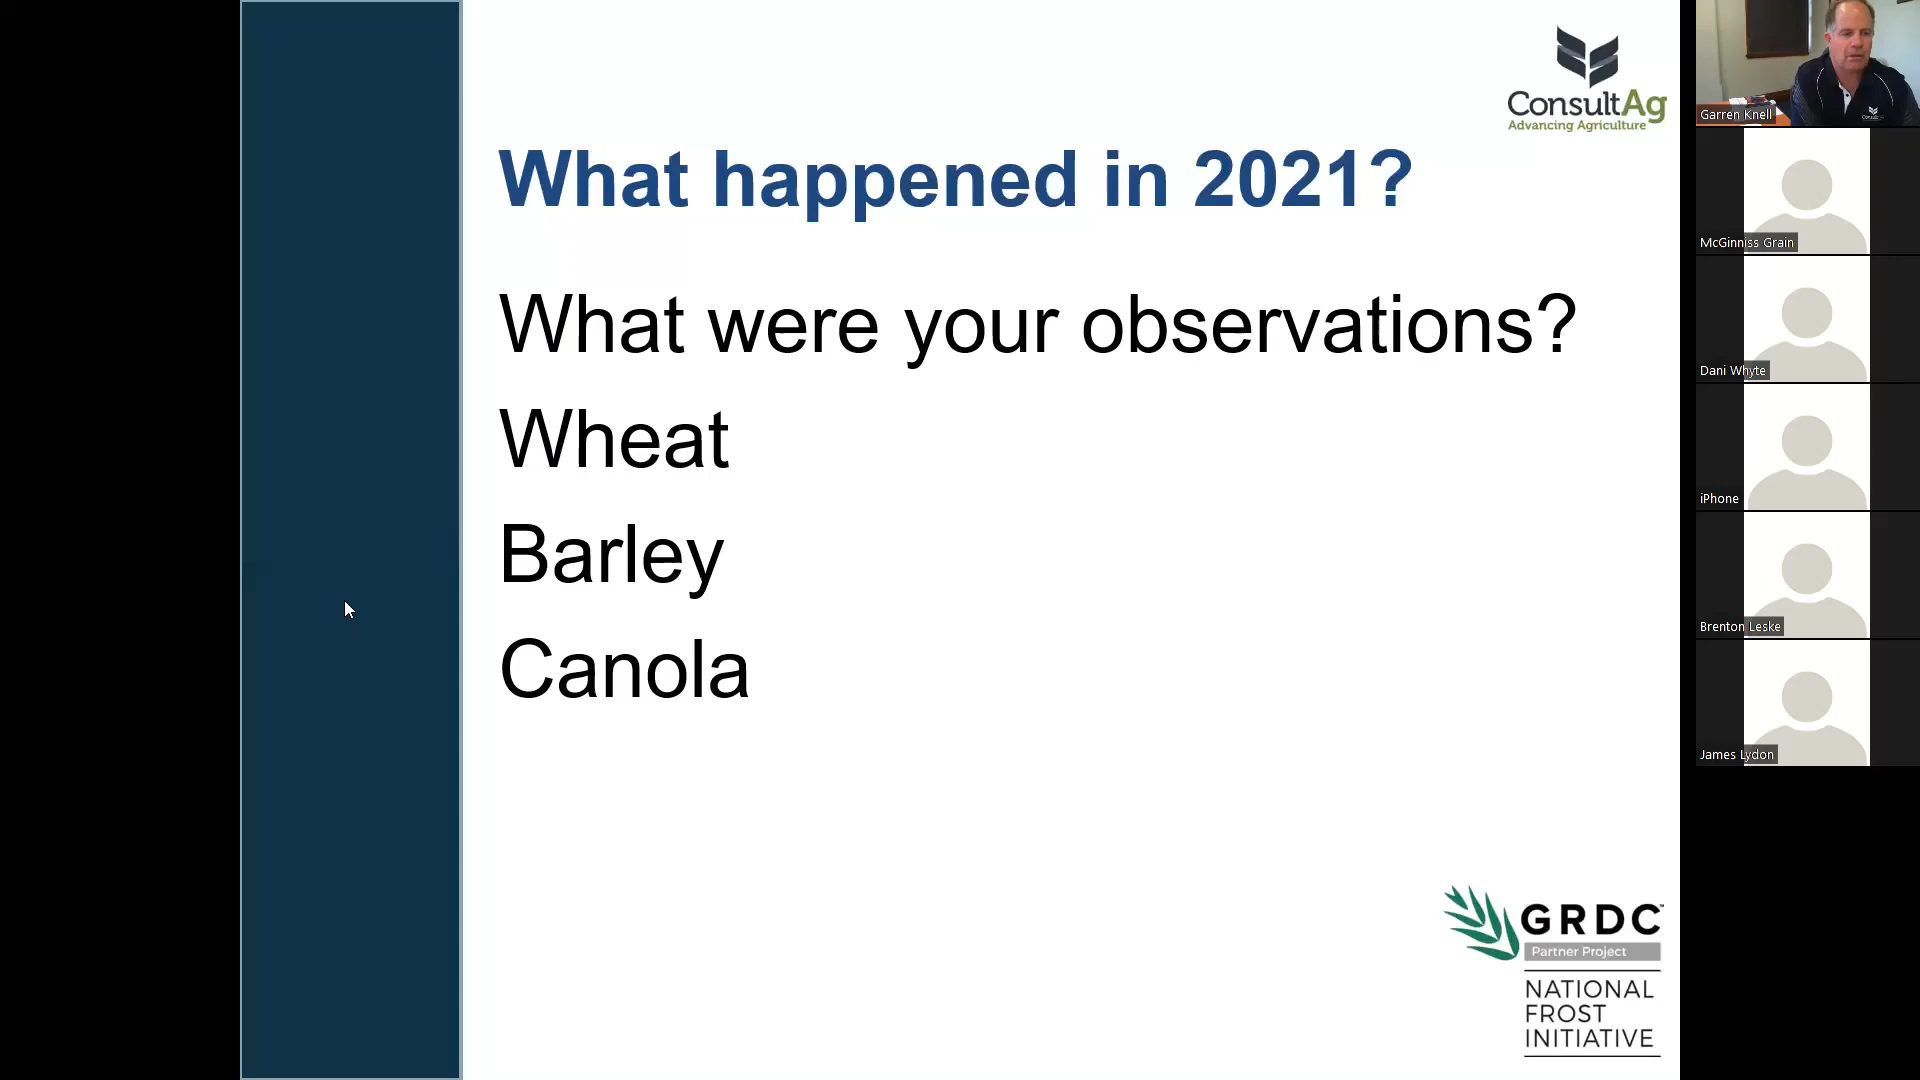 ConsultAg
Advancing Agriculture
What happened in 2021?
What were your observations?
Wheat
Barley
Canola
GRDC™
Partner Project
NATIONAL
FROST
INITIATIVE
Garren Knell
McGinniss Grain
Dani Whyte
iPhone
Brenton Leske
James Lydon